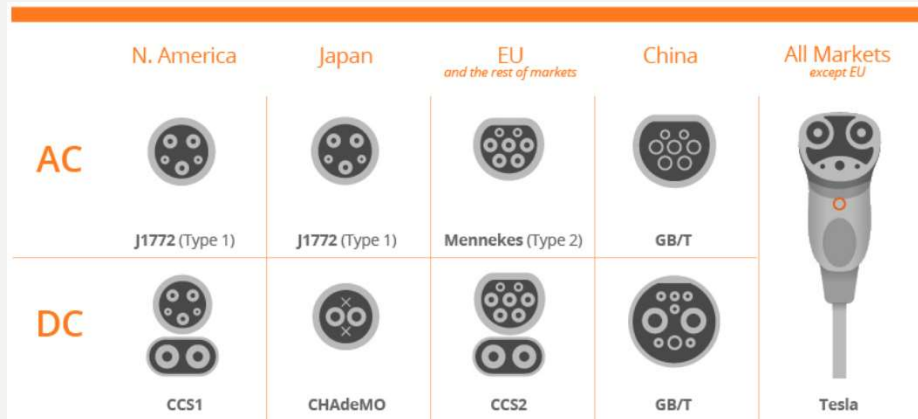 N. America
Japan
EU
and the rest of markets
China
All Markets
except EU
AC
J1772 (Type 1)
J1772 (Type 1)
Mennekes (Type 2)
GB/T
DC
CCS1
CHAdeMO
CCS2
GB/T
Tesla